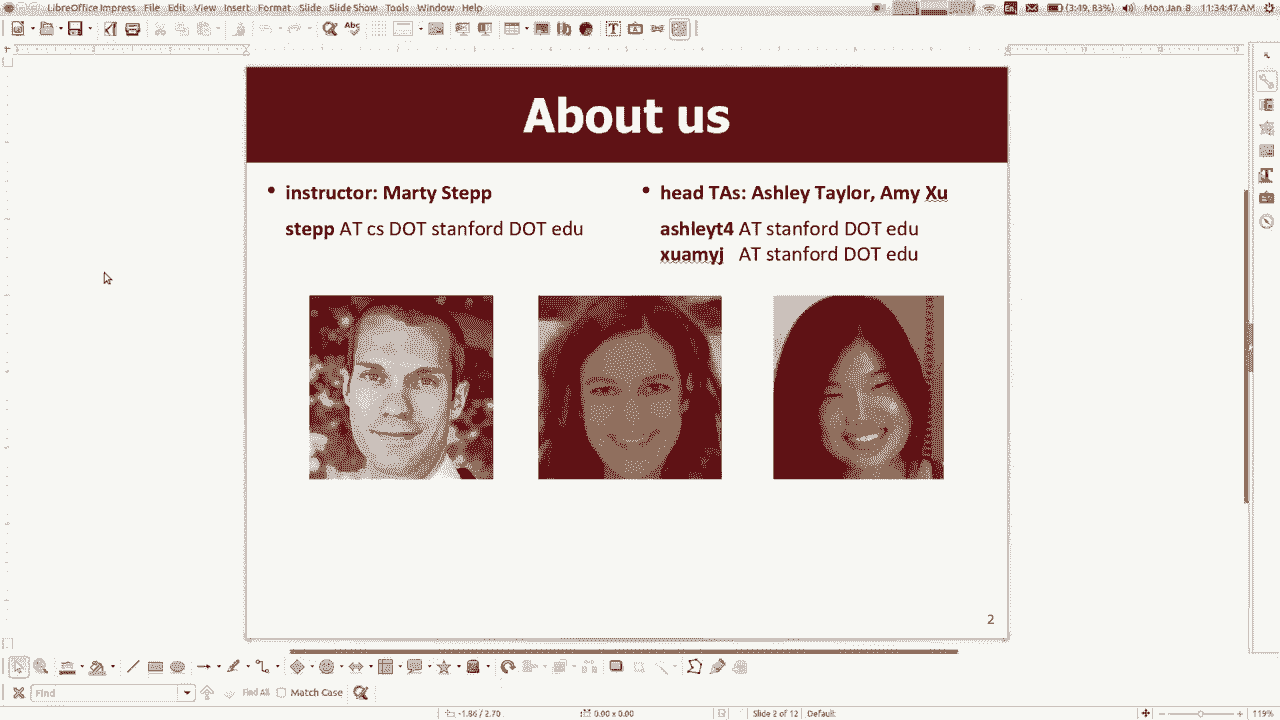 LibreOffice Impress File Edit View Insert Format Slide Slide Show Tools Window Help
En (3:49, 83%) Mon Jan 8 11:34:47 AM
About us
• instructor: Marty Stepp
stepp AT cs DOT stanford DOT edu
• head TAs: Ashley Taylor, Amy Xu
ashleyt4 AT stanford DOT edu
xuamyj AT stanford DOT edu
2
Find Find All Match Case
-1.86 / 2.70 0.00 x 0.00 Slide 2 of 12 Default 119%